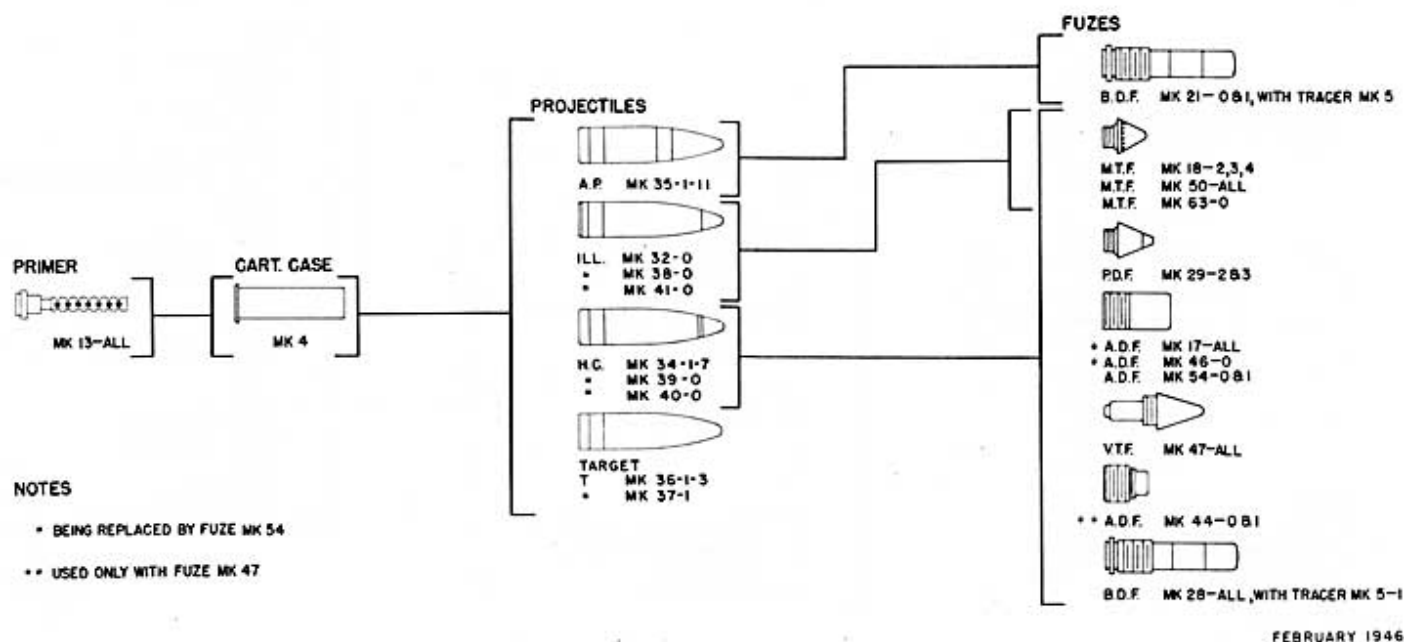 FUZES
B.D.F. MK 21-0&1, WITH TRACER MK 5
PROJECTILES
A.P. MK 35-1-11
M.T.F. MK 18-2,3,4
M.T.F. MK 50-ALL
M.T.F. MK 63-0
ILL. MK 32-0
" MK 38-0
" MK 41-0
PRIMER
CART. CASE
P.D.F. MK 29-2&3
MK 13-ALL
MK 4
* A.D.F. MK 17-ALL
* A.D.F. MK 46-0
A.D.F. MK 54-0&1
H.C. MK 34-1-7
" MK 39-0
" MK 40-0
V.T.F. MK 47-ALL
TARGET
T MK 36-1-3
" MK 37-1
NOTES
* BEING REPLACED BY FUZE MK 54
** USED ONLY WITH FUZE MK 47
** A.D.F. MK 44-0&1
B.D.F. MK 28-ALL, WITH TRACER MK 5-1
FEBRUARY 1946